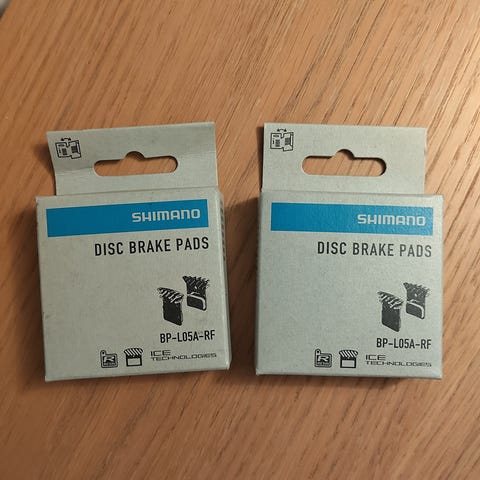 SHIMANO
DISC BRAKE PADS
BP-L05A-RF
ICE
TECHNOLOGIES
SHIMANO
DISC BRAKE PADS
BP-L05A-RF
ICE
TECHNOLOGIES